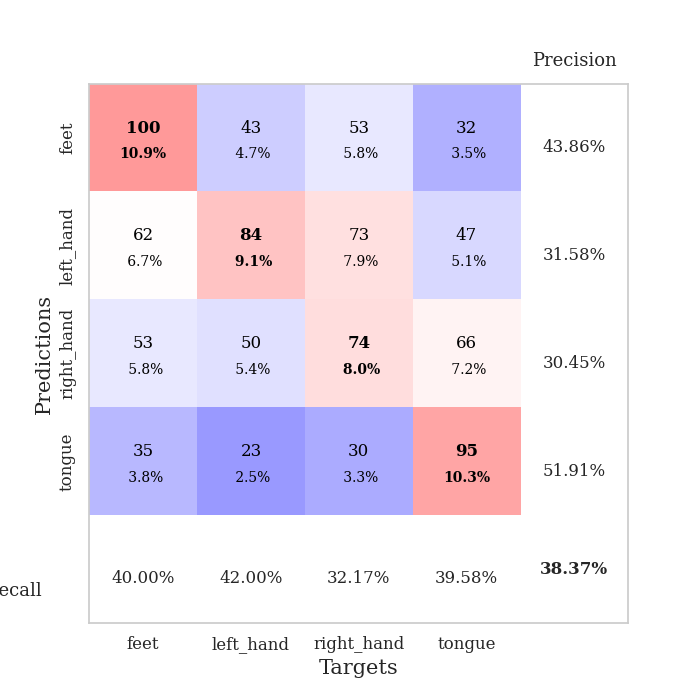 Precision
feet 100 43 53 32 43.86%
10.9% 4.7% 5.8% 3.5%
left_hand 62 84 73 47 31.58%
6.7% 9.1% 7.9% 5.1%
right_hand 53 50 74 66 30.45%
5.8% 5.4% 8.0% 7.2%
tongue 35 23 30 95 51.91%
3.8% 2.5% 3.3% 10.3%
Predictions
ecall 40.00% 42.00% 32.17% 39.58% 38.37%
feet left_hand right_hand tongue
Targets